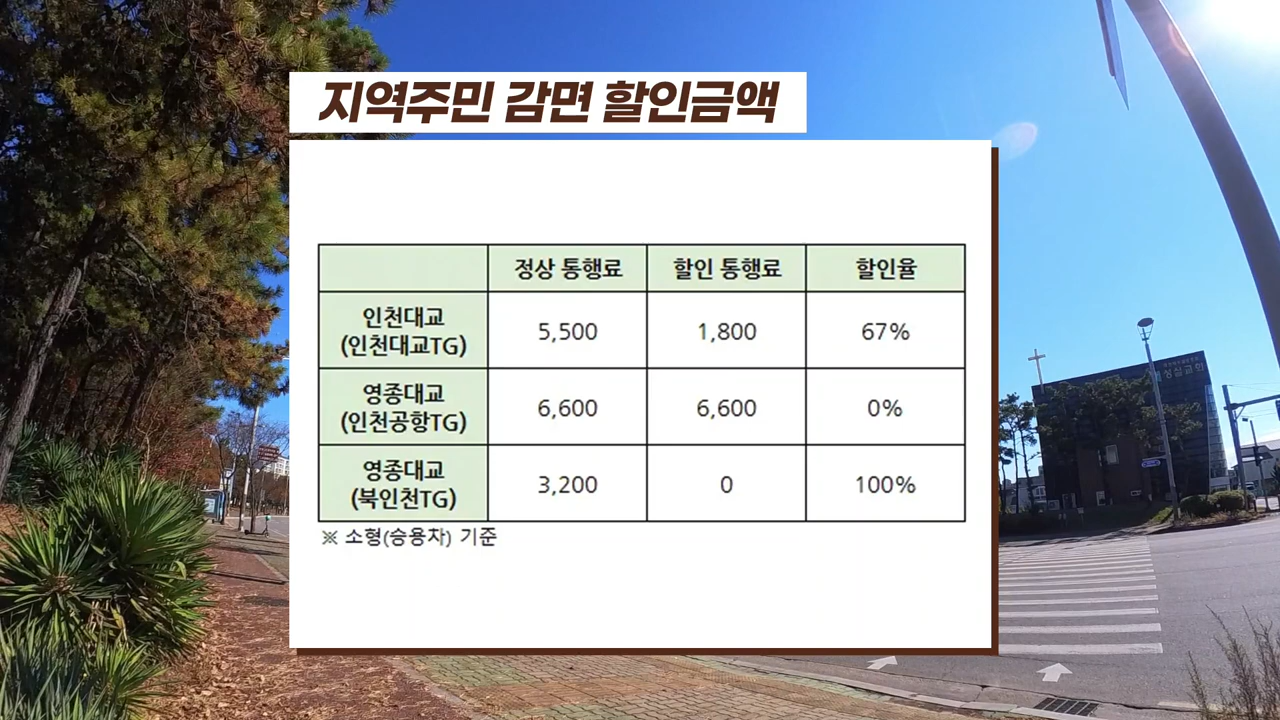 지역주민 감면 할인금액
정상 통행료 할인 통행료 할인율
인천대교
(인천대교TG) 5,500 1,800 67%
영종대교
(인천공항TG) 6,600 6,600 0%
영종대교
(북인천TG) 3,200 0 100%
※ 소형(승용차) 기준